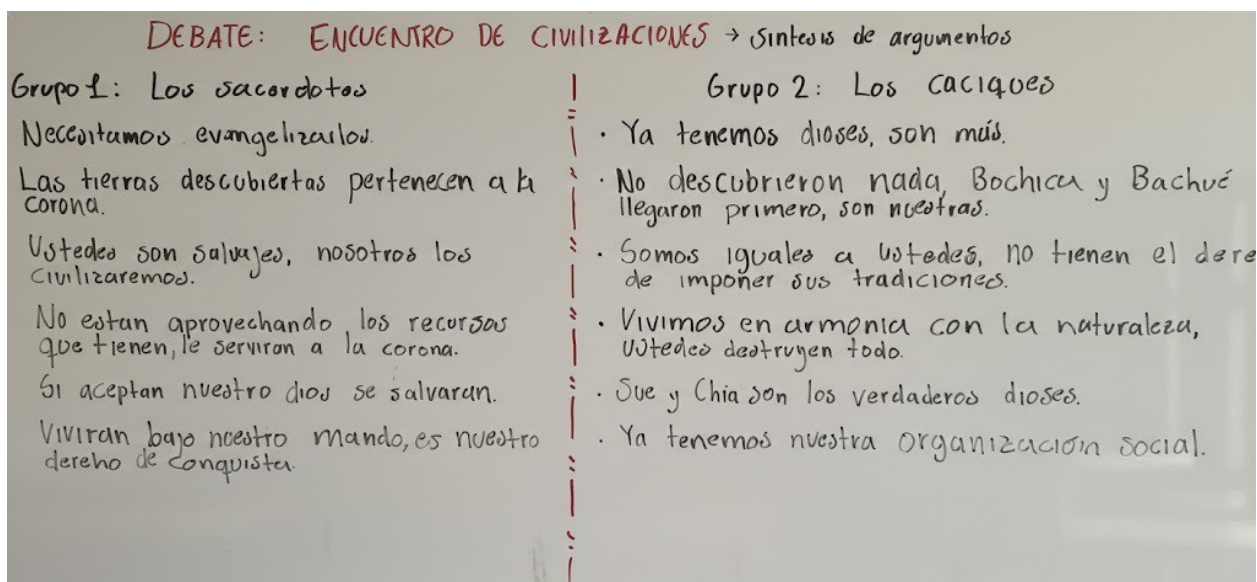 DEBATE: ENCUENTRO DE CIVILIZACIONES → síntesis de argumentos
Grupo 1: Los sacerdotes
Necesitamos evangelizarlos.
Las tierras descubiertas pertenecen a la
corona.
Ustedes son salvajes, nosotros los
civilizaremos.
No estan aprovechando los recursos
que tienen, le serviran a la corona.
Si aceptan nuestro dios se salvaran.
Viviran bajo nuestro mando, es nuestro
dereho de conquista.
Grupo 2: Los caciques
· Ya tenemos dioses, son más.
· No descubrieron nada, Bochica y Bachué
llegaron primero, son nuestras.
· Somos iguales a ustedes, no tienen el dere
de imponer sus tradiciones.
· Vivimos en armonia con la naturaleza,
ustedes destruyen todo.
· Sue y Chia son los verdaderos dioses.
· Ya tenemos nuestra organización social.